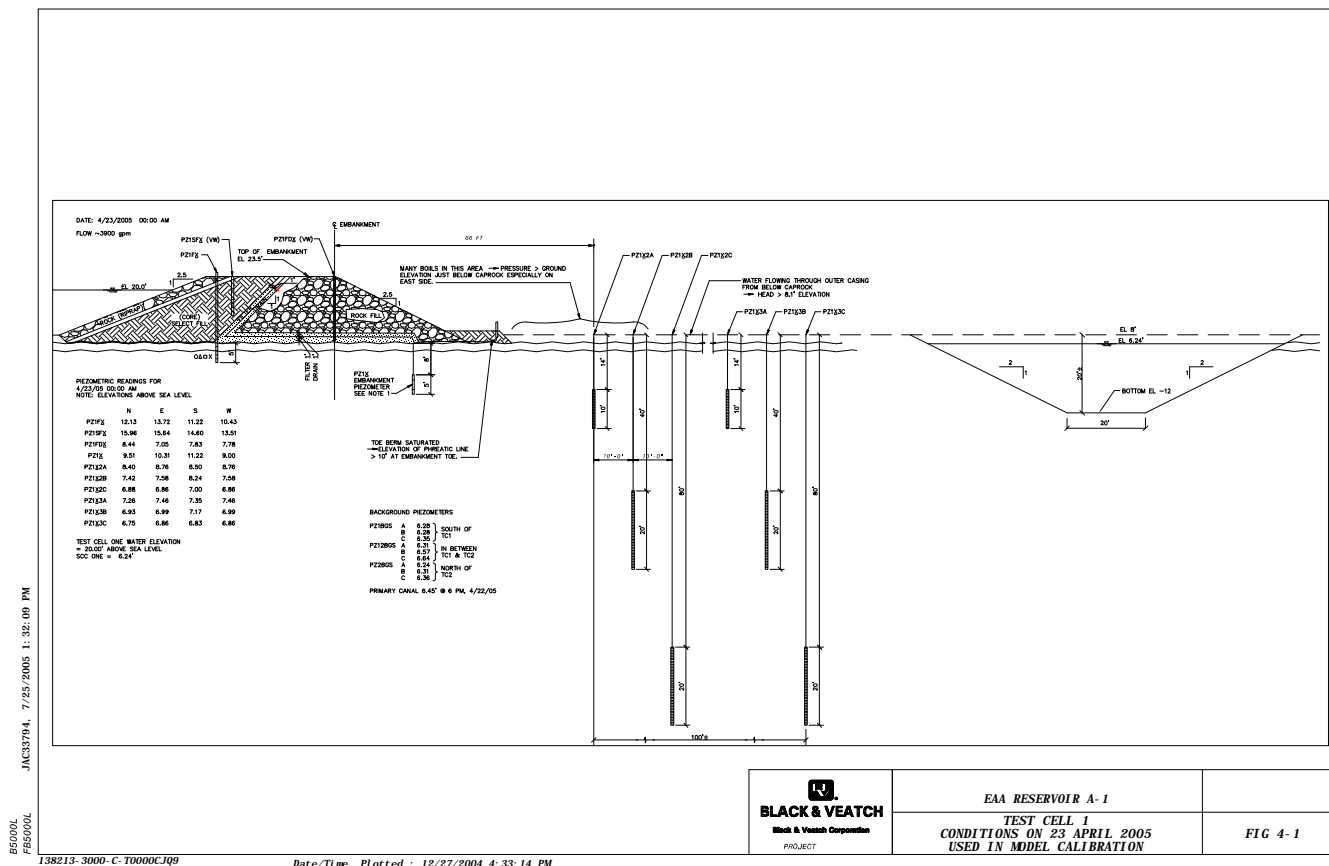 DATE: 4/23/2005 00:00 AM
FLOW ~3900 gpm
℄ EMBANKMENT
66 FT
PZ1SFX (VW)
PZ1FDX (VW)
PZ1FX
TOP OF EMBANKMENT
EL 23.5'
2.5
1
EL 20.0'
ROCK (RIPRAP)
(CORE)
SELECT FILL
ROCK FILL
2.5
1
1
1
5'
FILTER
DRAIN
8'
5'
MANY BOILS IN THIS AREA PRESSURE > GROUND
ELEVATION JUST BELOW CAPROCK ESPECIALLY ON
EAST SIDE.
PZ1X2A
PZ1X2B
PZ1X2C
WATER FLOWING THROUGH OUTER CASING
FROM BELOW CAPROCK
HEAD > 8.1' ELEVATION
PZ1X3A
PZ1X3B
PZ1X3C
EL 8'
EL 6.24'
2
1
20'±
2
1
BOTTOM EL -12
20'
14'
10'
40'
20'
80'
20'
14'
10'
40'
20'
80'
20'
10'-0"
10'-0"
100'±
PZ1X
EMBANKMENT
PIEZOMETER
SEE NOTE 1
TOE BERM SATURATED
ELEVATION OF PHREATIC LINE
> 10' AT EMBANKMENT TOE.
PIEZOMETRIC READINGS FOR
4/23/05 00:00 AM
NOTE: ELEVATIONS ABOVE SEA LEVEL
N E S W
PZ1FX 12.13 13.72 11.22 10.43
PZ1SFX 15.96 15.64 14.60 13.51
PZ1FDX 8.44 7.05 7.83 7.78
PZ1X 9.51 10.31 11.22 9.00
PZ1X2A 8.40 8.76 8.50 8.76
PZ1X2B 7.42 7.58 8.24 7.58
PZ1X2C 6.88 6.86 7.00 6.86
PZ1X3A 7.26 7.46 7.35 7.46
PZ1X3B 6.93 6.99 7.17 6.99
PZ1X3C 6.75 6.86 6.83 6.86
TEST CELL ONE WATER ELEVATION
= 20.00' ABOVE SEA LEVEL
SCC ONE = 6.24'
BACKGROUND PIEZOMETERS
PZ1BGS A 6.28
B 6.28 SOUTH OF
C 6.35 TC1
PZ12BGS A 6.31
B 6.57 IN BETWEEN
C 6.64 TC1 & TC2
PZ2BGS A 6.24
B 6.31 NORTH OF
C 6.36 TC2
PRIMARY CANAL 6.45' @ 6 PM, 4/22/05
BLACK & VEATCH
Black & Veatch Corporation
PROJECT
EAA RESERVOIR A-1
TEST CELL 1
CONDITIONS ON 23 APRIL 2005
USED IN MODEL CALIBRATION
FIG 4-1
JAC33794, 7/25/2005 1:32:09 PM
B5000L
FB5000L
138213-3000-C-T0000CJQ9
Date/Time Plotted : 12/27/2004 4:33:14 PM